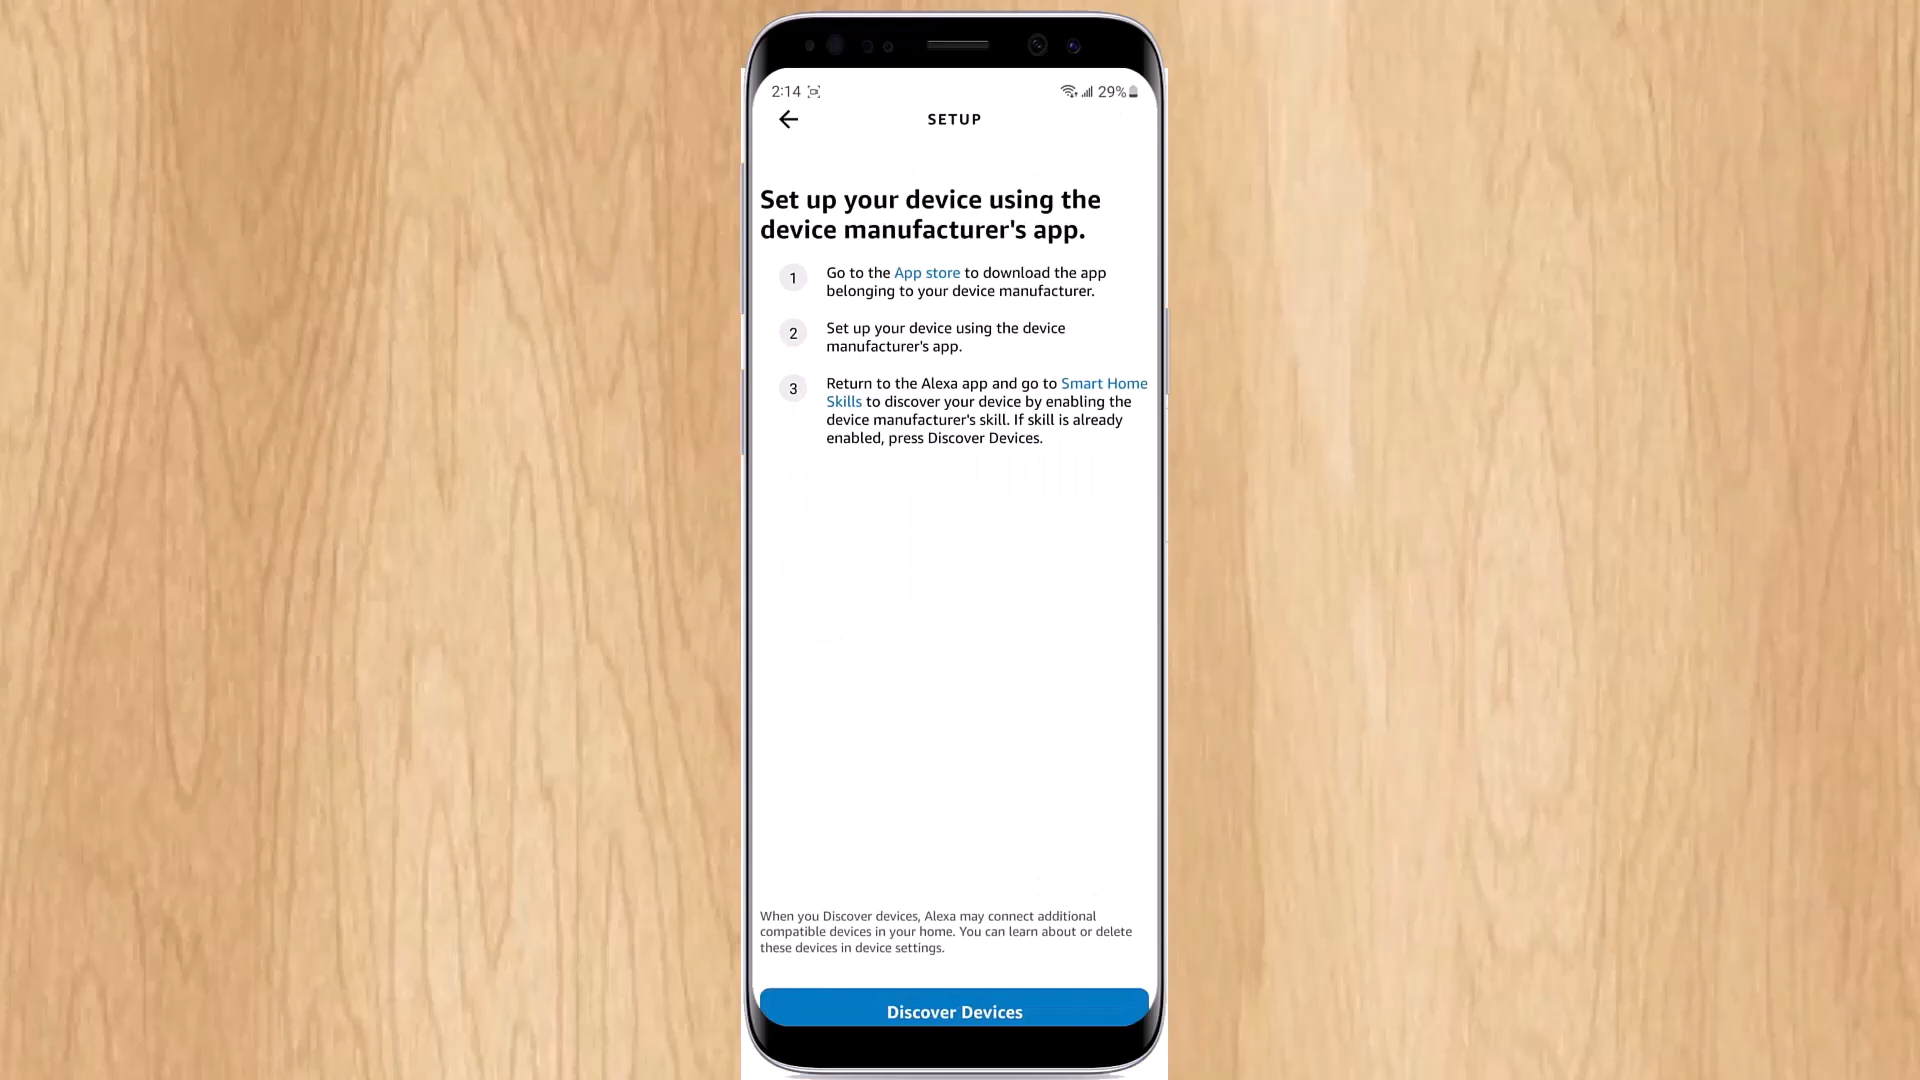 2:14
29%
SETUP
Set up your device using the
device manufacturer's app.
1
Go to the App store to download the app
belonging to your device manufacturer.
2
Set up your device using the device
manufacturer's app.
3
Return to the Alexa app and go to Smart Home
Skills to discover your device by enabling the
device manufacturer's skill. If skill is already
enabled, press Discover Devices.
When you Discover devices, Alexa may connect additional
compatible devices in your home. You can learn about or delete
these devices in device settings.
Discover Devices